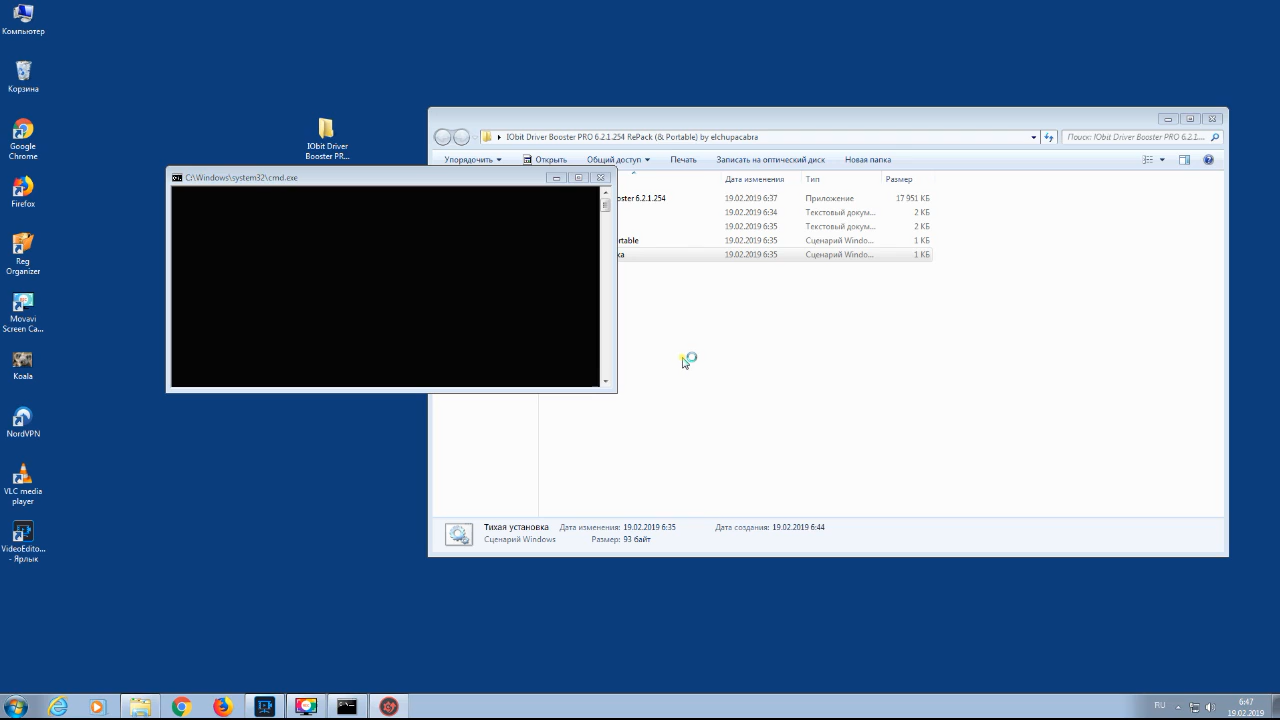 Компьютер
Корзина
Google
Chrome
Firefox
Reg
Organizer
Movavi
Screen Ca...
Koala
NordVPN
VLC media
player
VideoEdito...
- Ярлык
IObit Driver
Booster PR...
C:\Windows\system32\cmd.exe
IObit Driver Booster PRO 6.2.1.254 RePack (& Portable) by elchupacabra
Поиск: IObit Driver Booster PRO 6.2.1...
Упорядочить
Открыть
Общий доступ
Печать
Записать на оптический диск
Новая папка
Дата изменения
Тип
Размер
oster 6.2.1.254
19.02.2019 6:37
Приложение
17 951 КБ
19.02.2019 6:34
Текстовый докум...
2 КБ
19.02.2019 6:35
Текстовый докум...
2 КБ
rtable
19.02.2019 6:35
Сценарий Windo...
1 КБ
ка
19.02.2019 6:35
Сценарий Windo...
1 КБ
Тихая установка
Дата изменения: 19.02.2019 6:35
Дата создания: 19.02.2019 6:44
Сценарий Windows
Размер: 93 байт
RU
6:47
19.02.2019